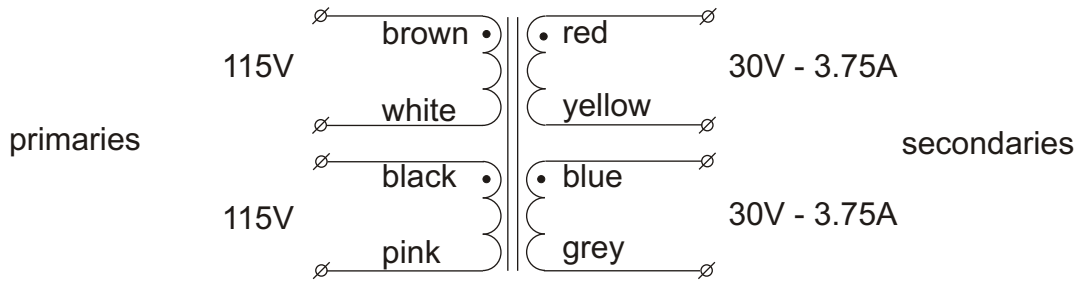 brown
red
115V
30V - 3.75A
white
yellow
primaries
secondaries
black
blue
115V
30V - 3.75A
pink
grey